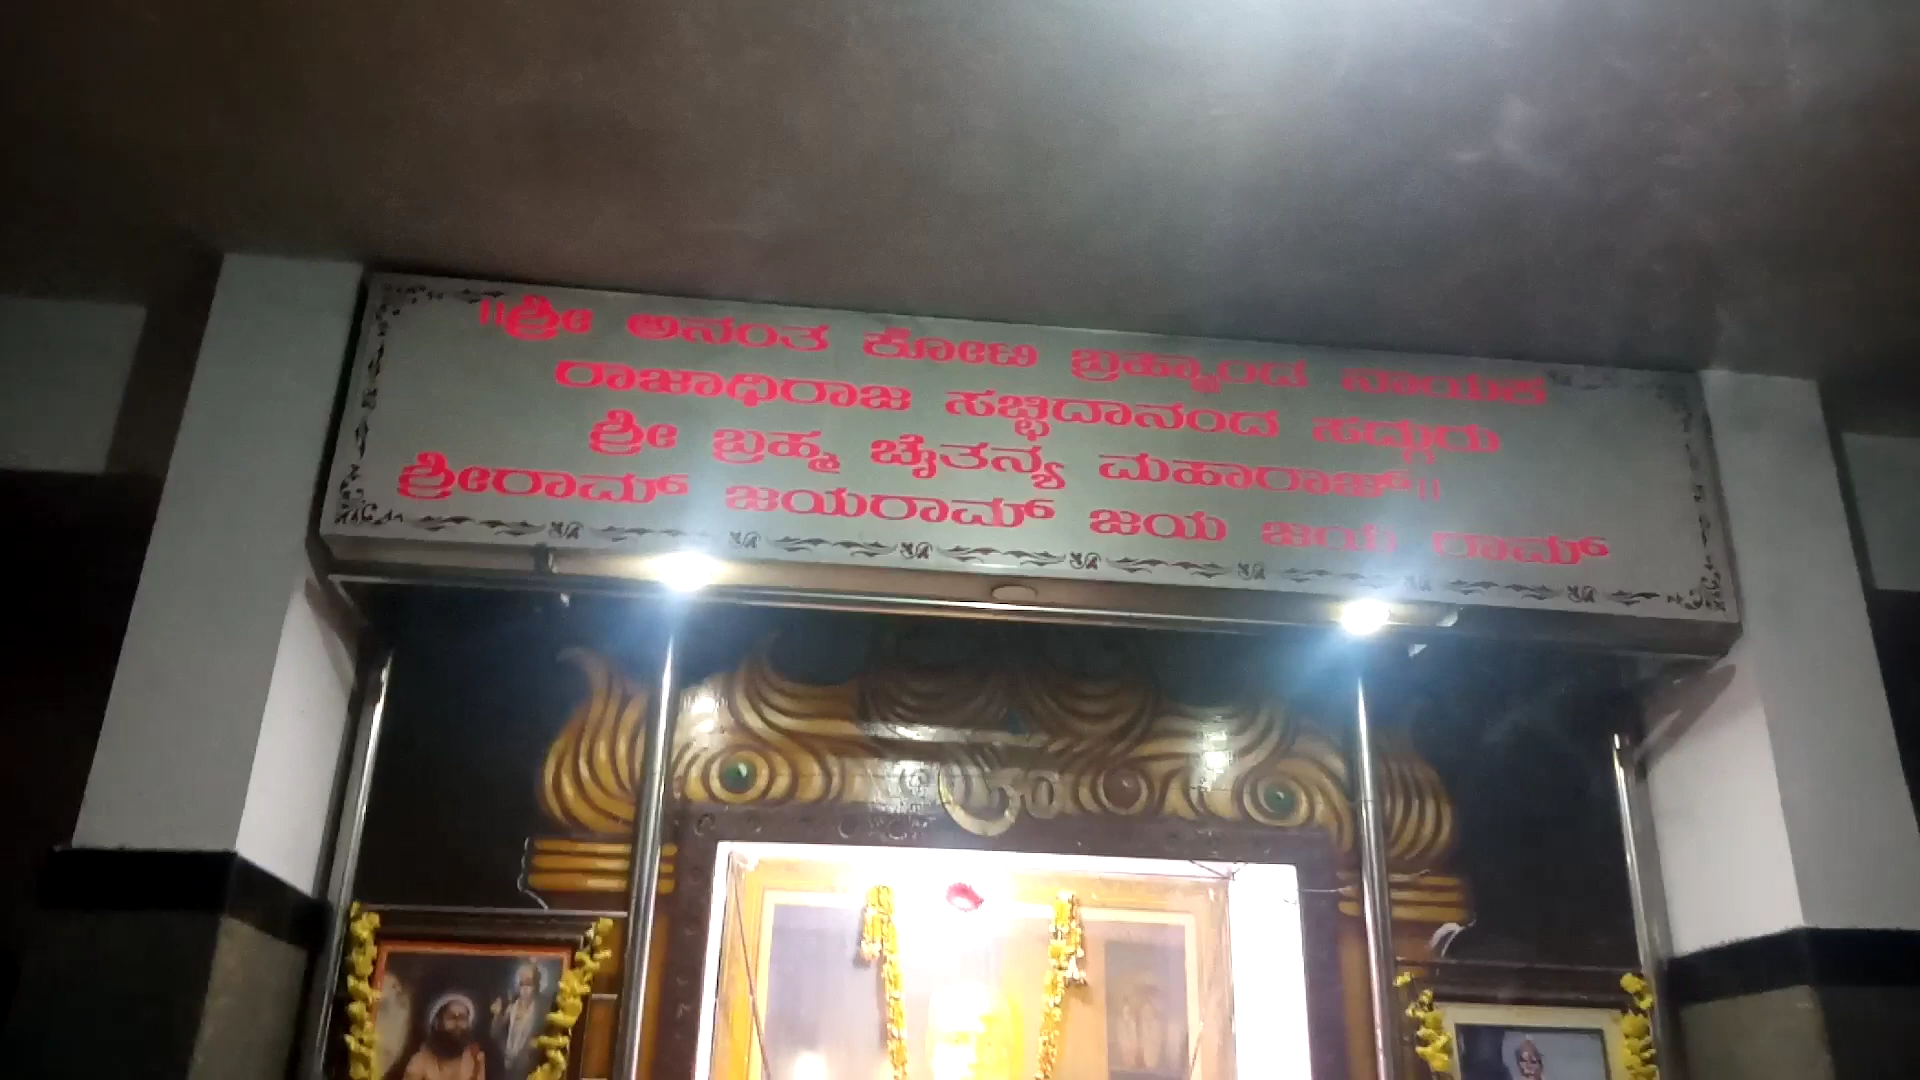 ||ಶ್ರೀ ಅನಂತ ಕೋಟಿ ಬ್ರಹ್ಮಾಂಡ ನಾಯಕ
ರಾಜಾಧಿರಾಜ ಸಚ್ಛಿದಾನಂದ ಸದ್ಗುರು
ಶ್ರೀ ಬ್ರಹ್ಮ ಚೈತನ್ಯ ಮಹಾರಾಜ್||
ಶ್ರೀರಾಮ್ ಜಯರಾಮ್ ಜಯ ಜಯ ರಾಮ್